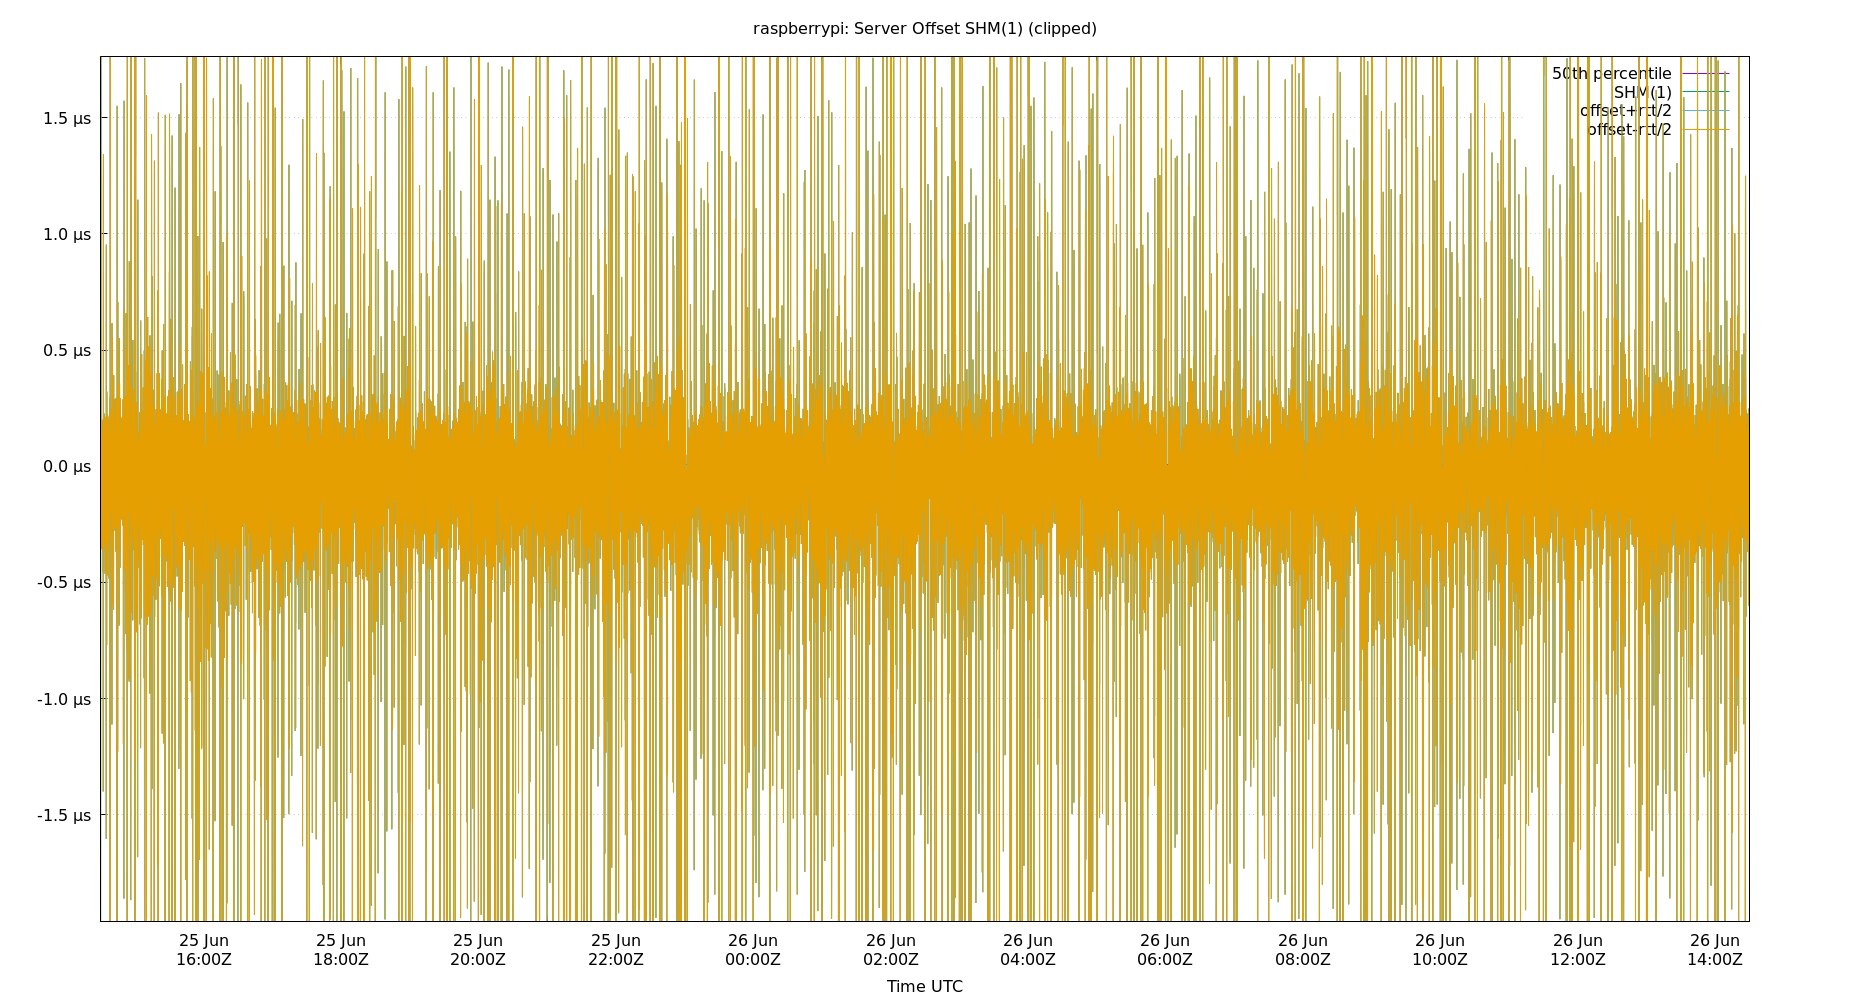 raspberrypi: Server Offset SHM(1) (clipped)
50th percentile
SHM(1)
offset+rtt/2
offset-rtt/2
1.5 µs
1.0 µs
0.5 µs
0.0 µs
-0.5 µs
-1.0 µs
-1.5 µs
25 Jun 25 Jun 25 Jun 25 Jun 26 Jun 26 Jun 26 Jun 26 Jun 26 Jun 26 Jun 26 Jun 26 Jun
16:00Z 18:00Z 20:00Z 22:00Z 00:00Z 02:00Z 04:00Z 06:00Z 08:00Z 10:00Z 12:00Z 14:00Z
Time UTC